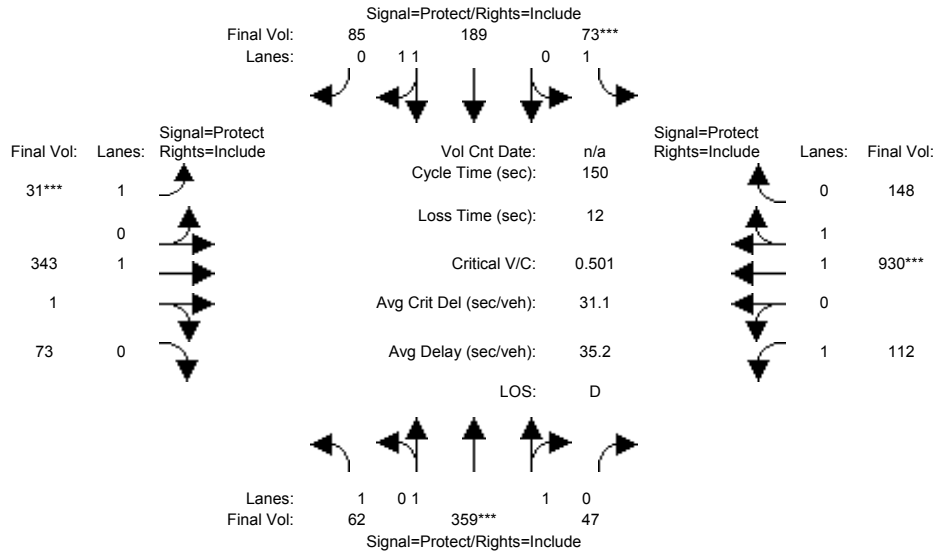 Signal=Protect/Rights=Include
Final Vol: 85 189 73***
Lanes: 0 1 1 0 1
Signal=Protect Signal=Protect
Final Vol: Lanes: Rights=Include Vol Cnt Date: n/a Rights=Include Lanes: Final Vol:
Cycle Time (sec): 150
31*** 1 0 148
Loss Time (sec): 12
0 1
343 1 Critical V/C: 0.501 1 930***
1 Avg Crit Del (sec/veh): 31.1 0
73 0 Avg Delay (sec/veh): 35.2 1 112
LOS: D
Lanes: 1 0 1 1 0
Final Vol: 62 359*** 47
Signal=Protect/Rights=Include